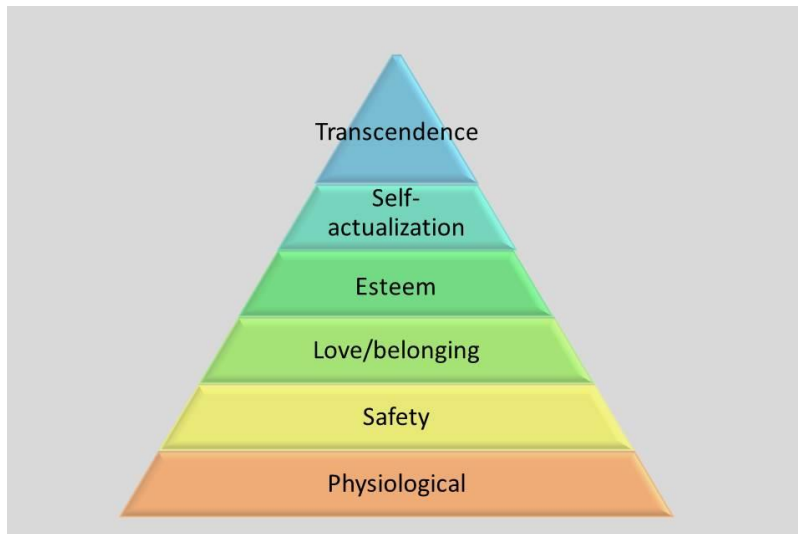 Transcendence
Self-
actualization
Esteem
Love/belonging
Safety
Physiological